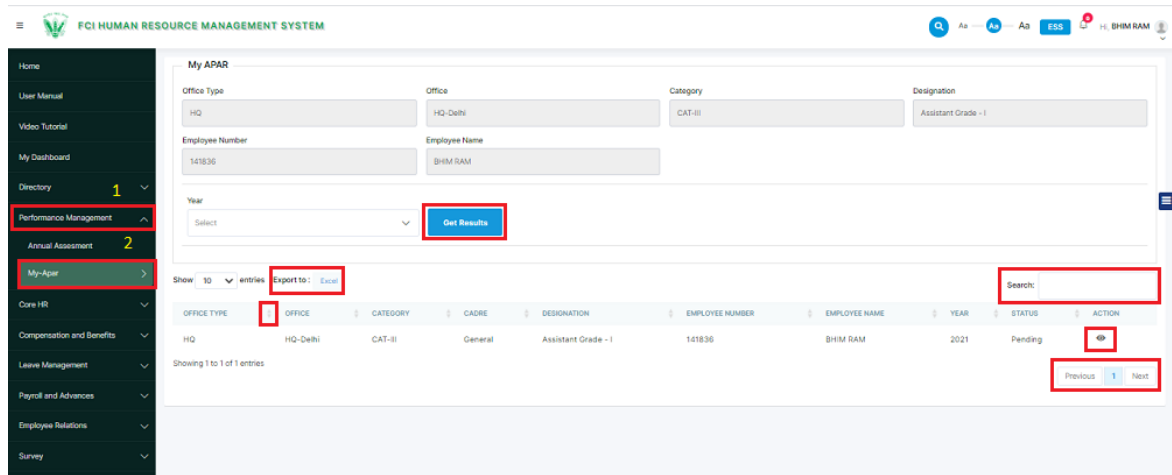 FCI HUMAN RESOURCE MANAGEMENT SYSTEM
Aa Aa Aa ESS 0 Hi, BHIM RAM
Home
User Manual
Video Tutorial
My Dashboard
Directory
1
Performance Management
Annual Assesment
2
My-Apar
Core HR
Compensation and Benefits
Leave Management
Payroll and Advances
Employee Relations
Survey
My APAR
Office Type Office Category Designation
HQ HQ-Delhi CAT-III Assistant Grade - I
Employee Number Employee Name
141836 BHIM RAM
Year
Select Get Results
Show 10 entries Export to : Excel Search:
OFFICE TYPE OFFICE CATEGORY CADRE DESIGNATION EMPLOYEE NUMBER EMPLOYEE NAME YEAR STATUS ACTION
HQ HQ-Delhi CAT-III General Assistant Grade - I 141836 BHIM RAM 2021 Pending
Showing 1 to 1 of 1 entries
Previous 1 Next